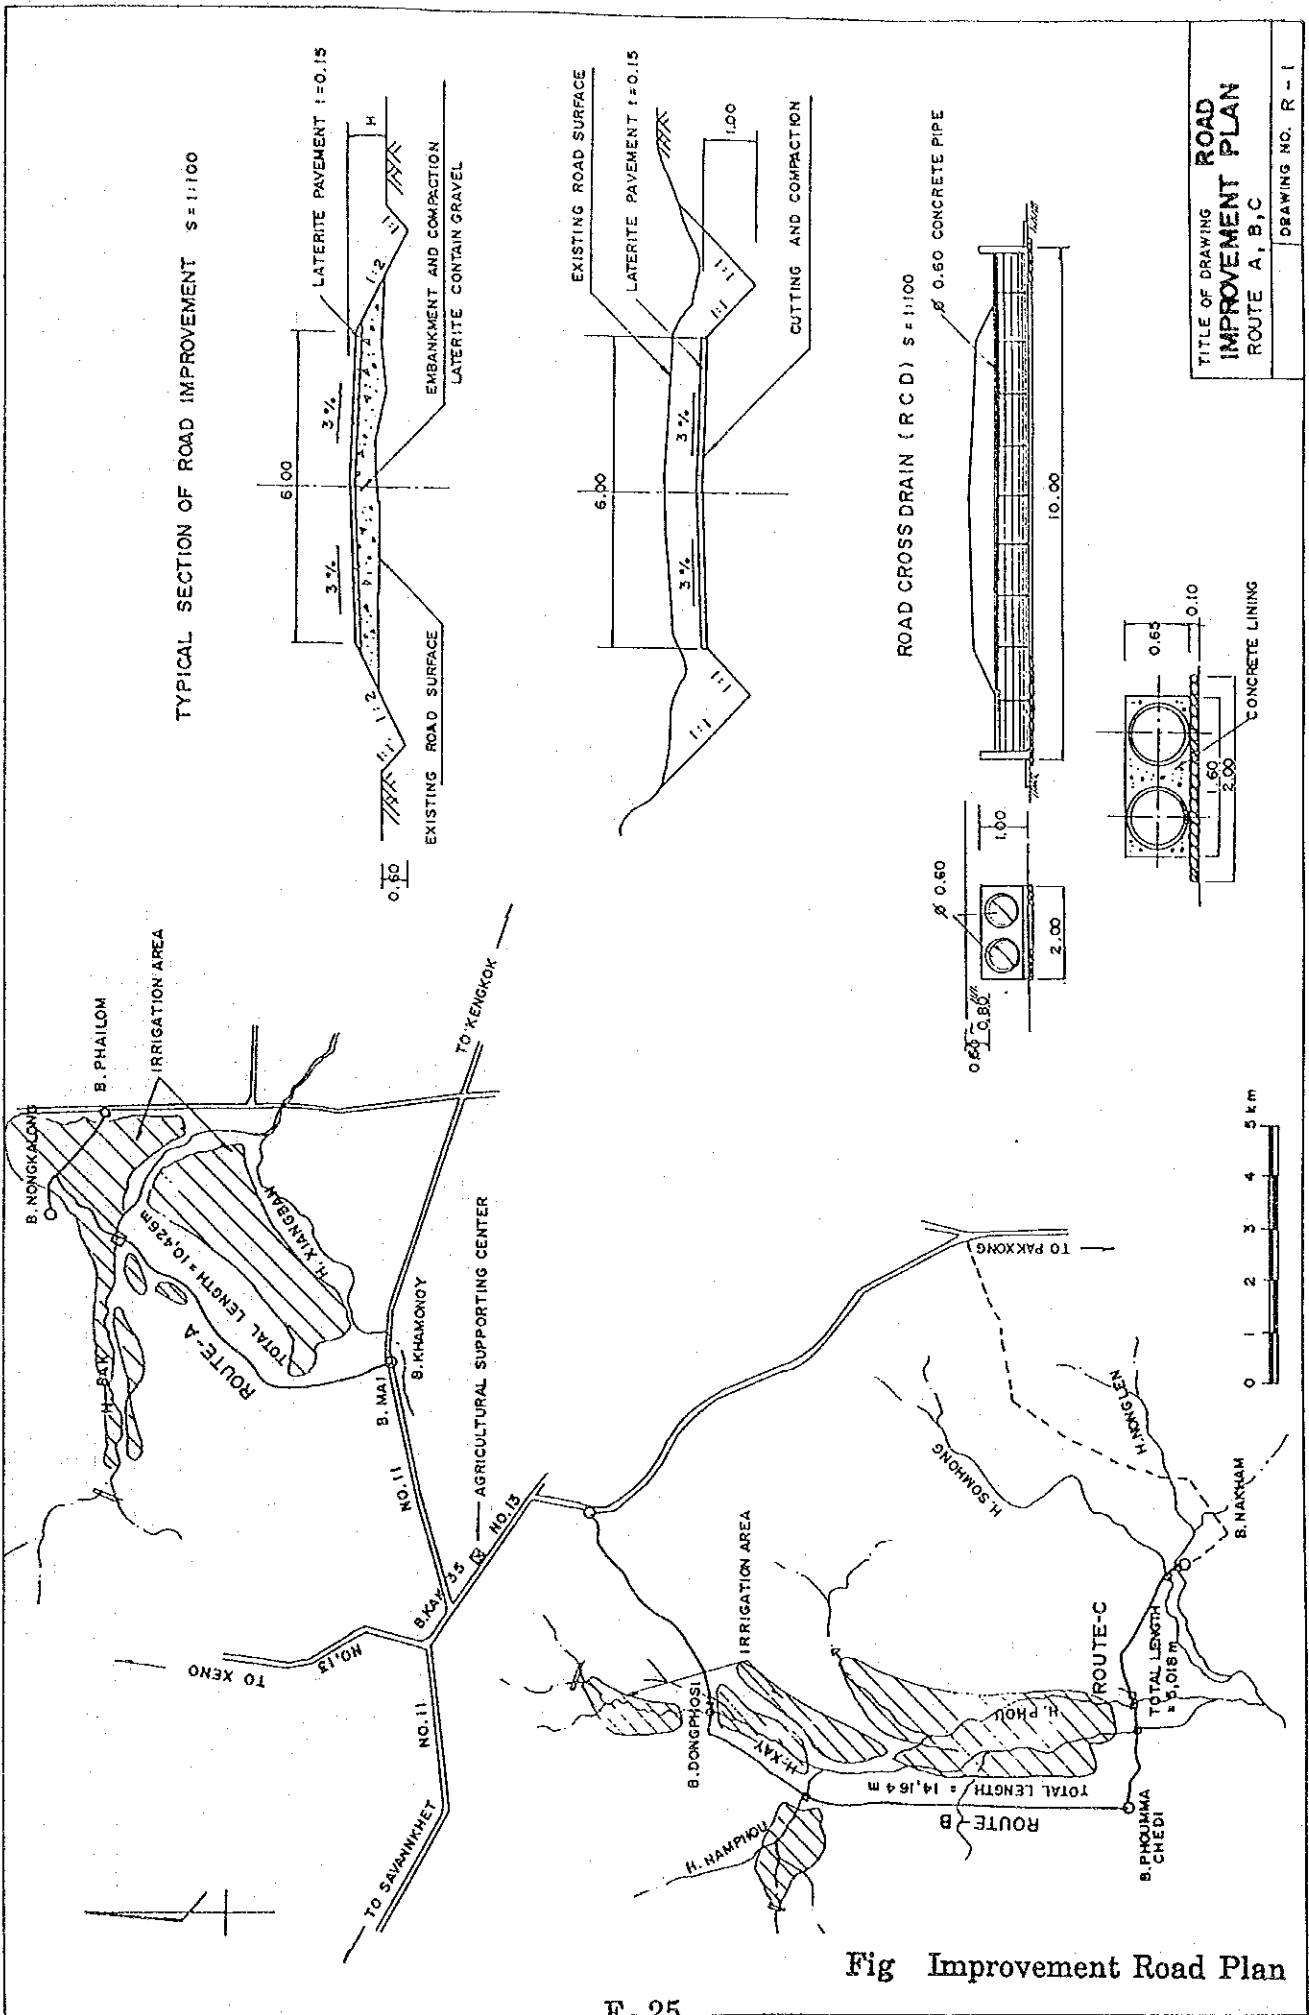 TYPICAL SECTION OF ROAD IMPROVEMENT S=1:100
LATERITE PAVEMENT t=0.15
H
6.00
3%
3%
1:2
1:1
1:2
1:1
0.60
EXISTING ROAD SURFACE
EMBANKMENT AND COMPACTION
LATERITE CONTAIN GRAVEL
EXISTING ROAD SURFACE
LATERITE PAVEMENT t=0.15
1.00
6.00
3%
3%
1:1
1:1
1:1
1:1
CUTTING AND COMPACTION
ROAD CROSS DRAIN (RCD) S=1:100
Ø 0.60 CONCRETE PIPE
10.00
Ø 0.60
1.00
2.00
0.80
0.65
0.10
1.60
2.00
CONCRETE LINING
B. NONGKALONG
B. PHAILOM
IRRIGATION AREA
H. BAK
ROUTE-A
TOTAL LENGTH = 10,426m
H. XIANGBAN
TO KENGKOK
B. MAI
B. KHAMONOY
NO.11
AGRICULTURAL SUPPORTING CENTER
B. KAK 35
NO.13
TO XENO
NO.13
NO.11
TO SAVANNKHET
TO PAKXONG
B. DONGPHOSI
IRRIGATION AREA
H. XAY
H. NAMPHOU
H. PHOU
ROUTE-B
TOTAL LENGTH = 14,164m
H. SOMHONG
H. NONGLEN
B. NAKHAM
ROUTE-C
TOTAL LENGTH
B. PHOUMMA
CHEDI
0 1 2 3 4 5 km
TITLE OF DRAWING
ROAD
IMPROVEMENT PLAN
ROUTE A, B, C
DRAWING NO. R-1
Fig Improvement Road Plan